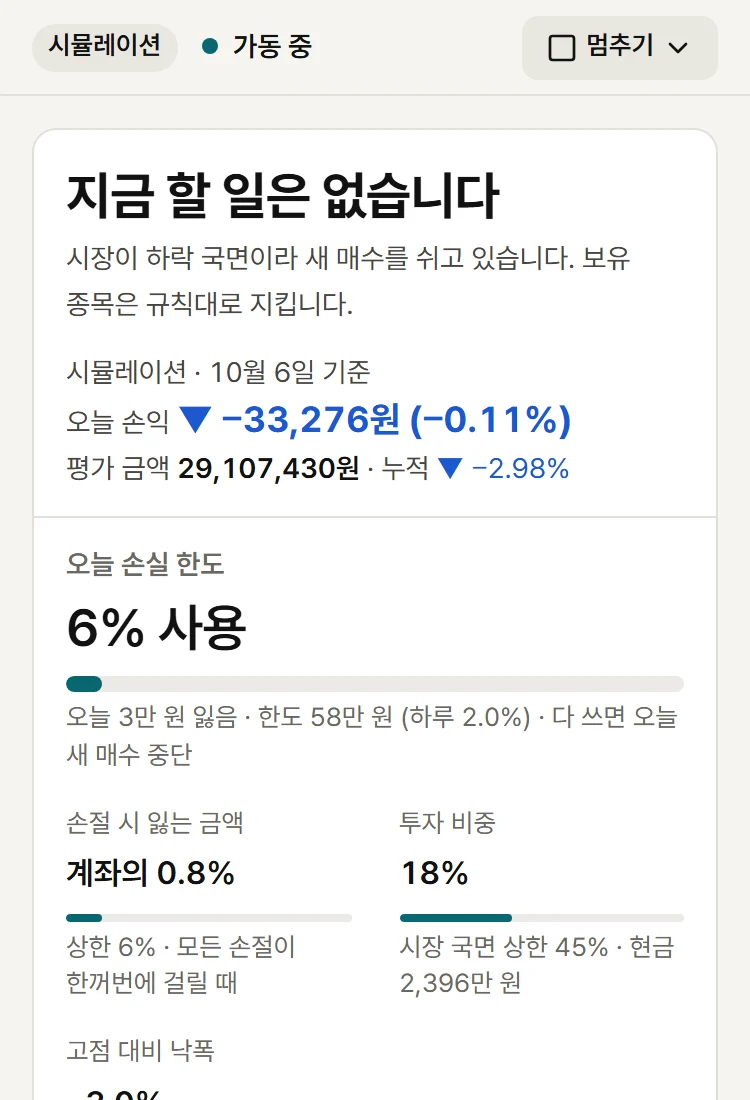 시뮬레이션 ● 가동 중 멈추기
지금 할 일은 없습니다
시장이 하락 국면이라 새 매수를 쉬고 있습니다. 보유
종목은 규칙대로 지킵니다.
시뮬레이션 · 10월 6일 기준
오늘 손익 ▼ −33,276원 (−0.11%)
평가 금액 29,107,430원 · 누적 ▼ −2.98%
오늘 손실 한도
6% 사용
오늘 3만 원 잃음 · 한도 58만 원 (하루 2.0%) · 다 쓰면 오늘
새 매수 중단
손절 시 잃는 금액
계좌의 0.8%
상한 6% · 모든 손절이
한꺼번에 걸릴 때
투자 비중
18%
시장 국면 상한 45% · 현금
2,396만 원
고점 대비 낙폭